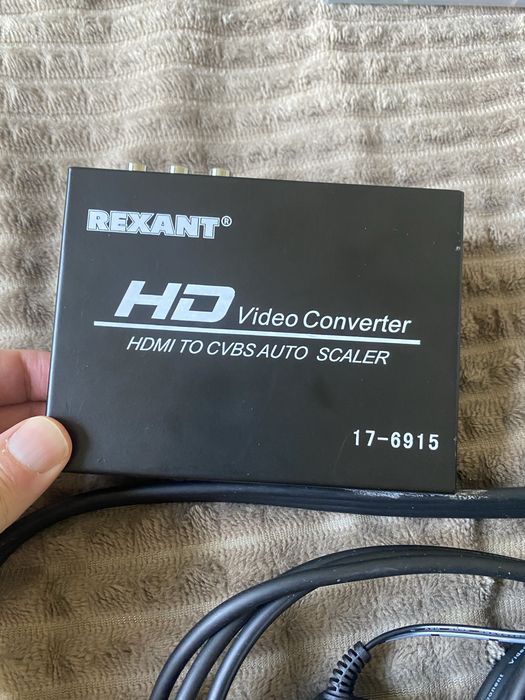 REXANT®
HD Video Converter
HDMI TO CVBS AUTO SCALER
17-6915